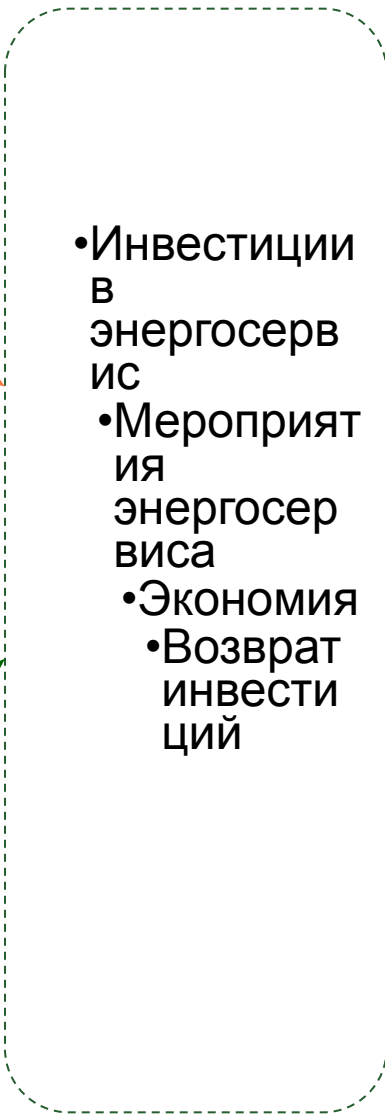 •Инвестиции
в
энергосерв
ис
•Мероприят
ия
энергосер
виса
•Экономия
•Возврат
инвести
ций